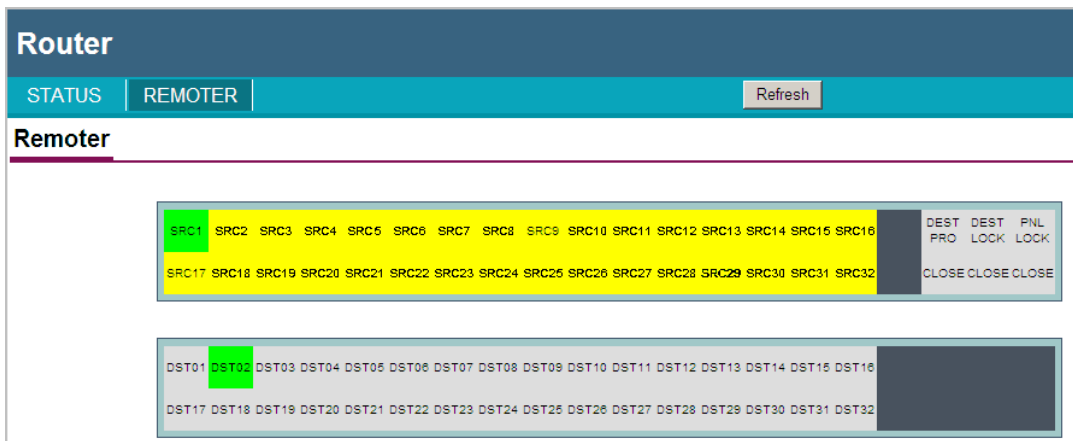 Router
STATUS REMOTER Refresh
Remoter
SRC1 SRC2 SRC3 SRC4 SRC5 SRC6 SRC7 SRC8 SRC9 SRC10 SRC11 SRC12 SRC13 SRC14 SRC15 SRC16 DEST PRO DEST LOCK PNL LOCK
SRC17 SRC18 SRC19 SRC20 SRC21 SRC22 SRC23 SRC24 SRC25 SRC26 SRC27 SRC28 SRC29 SRC30 SRC31 SRC32 CLOSE CLOSE CLOSE
DST01 DST02 DST03 DST04 DST05 DST06 DST07 DST08 DST09 DST10 DST11 DST12 DST13 DST14 DST15 DST16
DST17 DST18 DST19 DST20 DST21 DST22 DST23 DST24 DST25 DST26 DST27 DST28 DST29 DST30 DST31 DST32